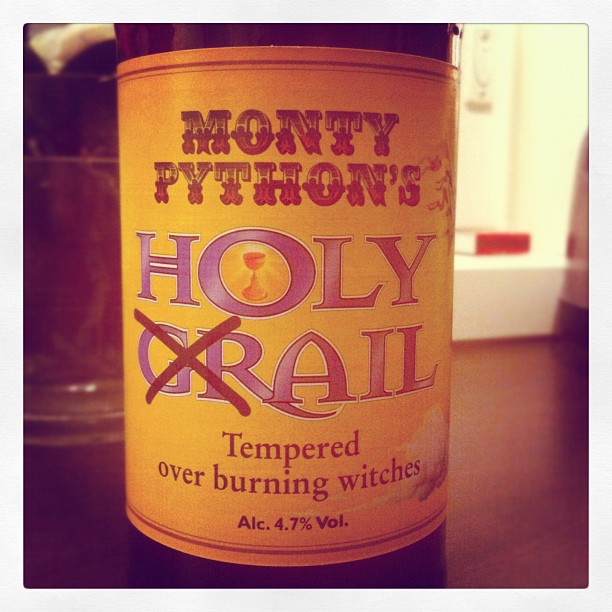 MONTY
PYTHON'S
HOLY
GRAIL
Tempered
over burning witches
Alc. 4.7% Vol.